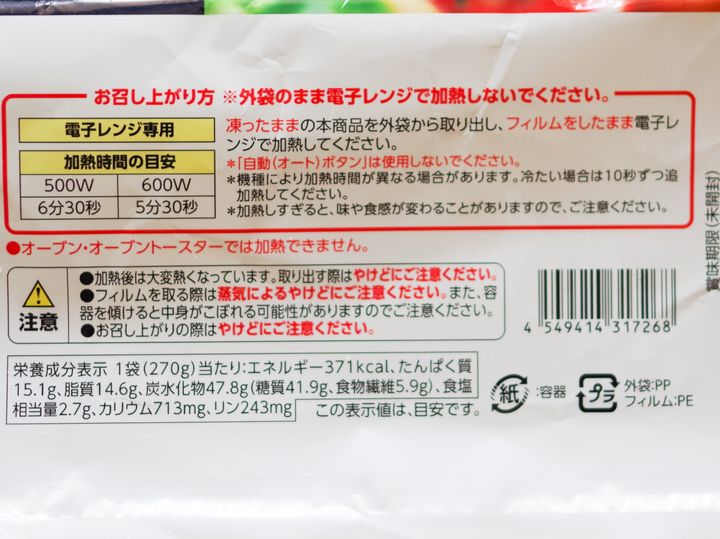 お召し上がり方 ※外袋のまま電子レンジで加熱しないでください。
電子レンジ専用
加熱時間の目安
500W 600W
6分30秒 5分30秒
凍ったままの本商品を外袋から取り出し、フィルムをしたまま電子レ
ンジで加熱してください。
*「自動(オート)ボタン」は使用しないでください。
*機種により加熱時間が異なる場合があります。冷たい場合は10秒ずつ追
加加熱してください。
*加熱しすぎると、味や食感が変わることがありますので、ご注意ください。
●オーブン・オーブントースターでは加熱できません。
注意
●加熱後は大変熱くなっています。取り出す際はやけどにご注意ください。
●フィルムを取る際は蒸気によるやけどにご注意ください。また、容
器を傾けると中身がこぼれる可能性がありますのでご注意ください。
●お召し上がりの際はやけどにご注意ください。
栄養成分表示 1袋(270g)当たり:エネルギー371kcal、たんぱく質
15.1g、脂質14.6g、炭水化物47.8g(糖質41.9g、食物繊維5.9g)、食塩
相当量2.7g、カリウム713mg、リン243mg
この表示値は、目安です。
4 549414 317268
紙 :容器
プラ
外袋:PP
フィルム:PE
賞味期限(未開封)